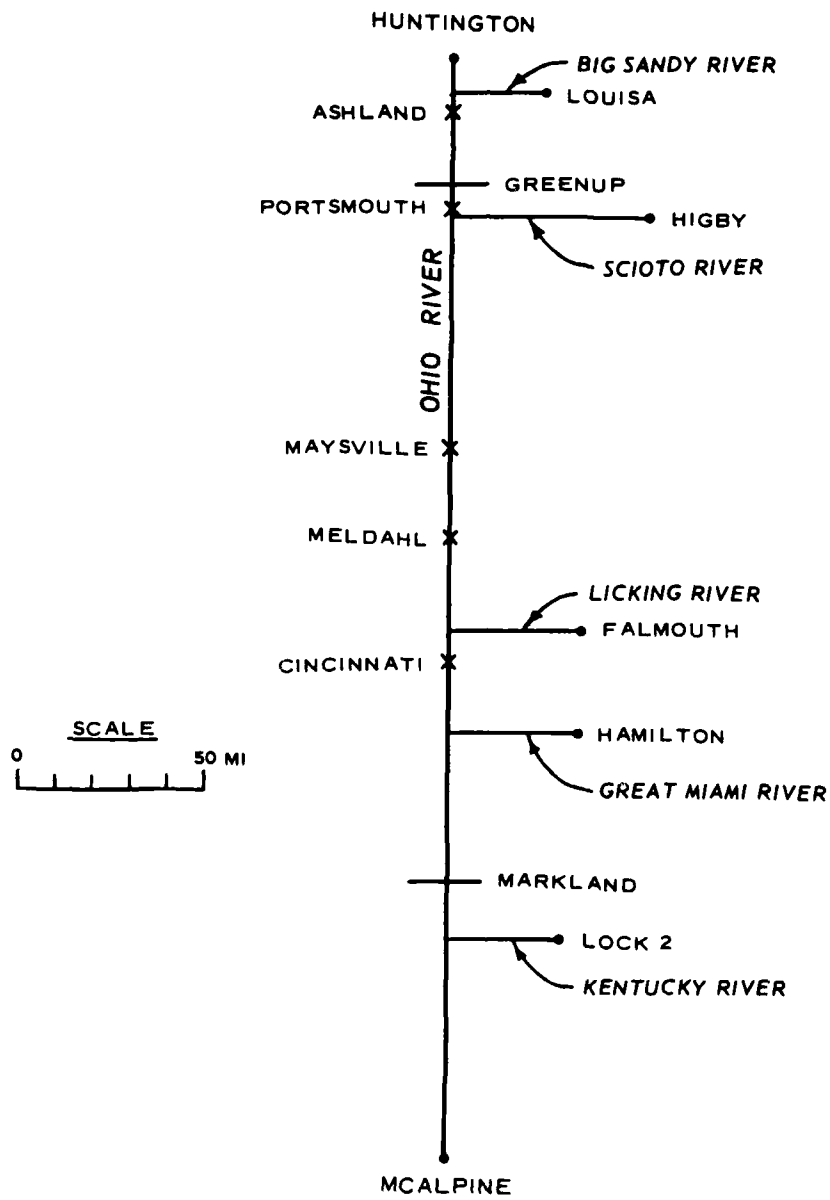 HUNTINGTON
BIG SANDY RIVER
LOUISA
ASHLAND
GREENUP
PORTSMOUTH
HIGBY
SCIOTO RIVER
OHIO RIVER
MAYSVILLE
MELDAHL
LICKING RIVER
FALMOUTH
CINCINNATI
SCALE
0 50 MI
HAMILTON
GREAT MIAMI RIVER
MARKLAND
LOCK 2
KENTUCKY RIVER
MCALPINE